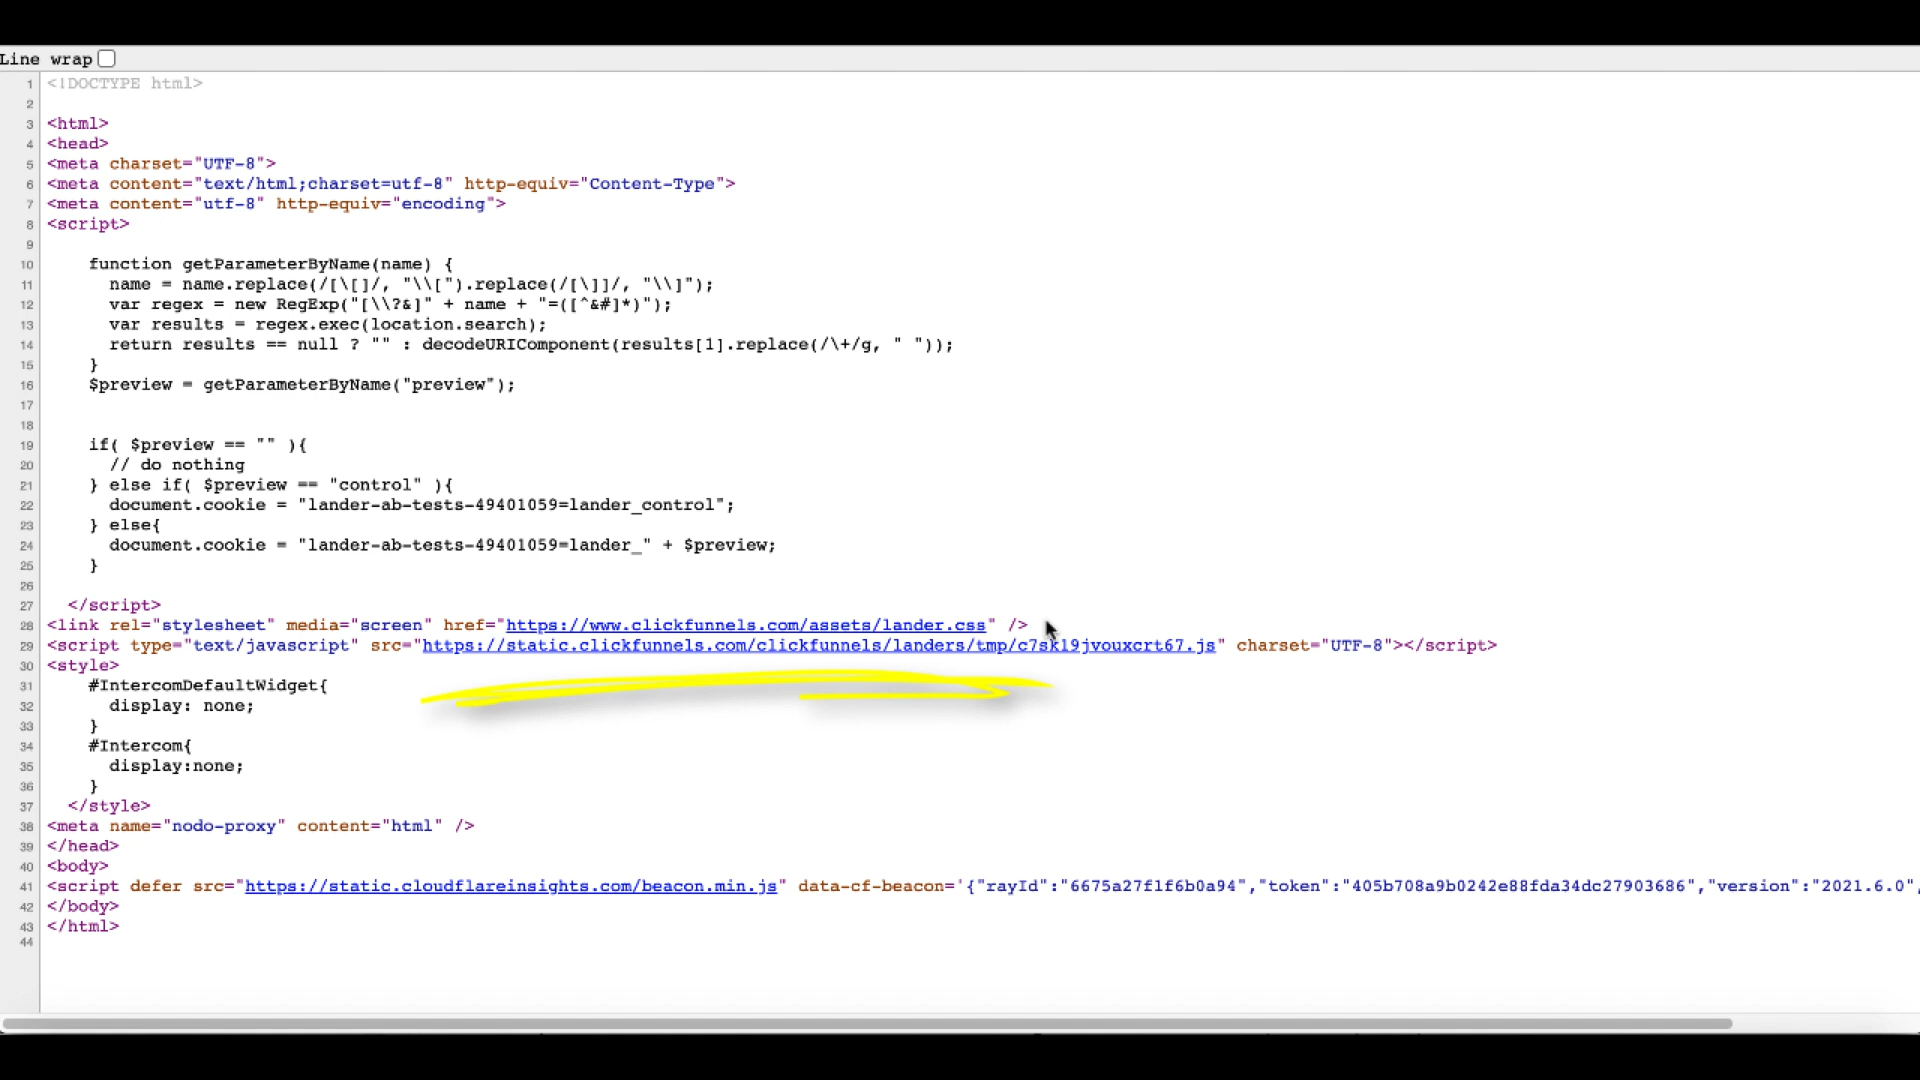 Line wrap
1 <!DOCTYPE html>
2
3 <html>
4 <head>
5 <meta charset="UTF-8">
6 <meta content="text/html;charset=utf-8" http-equiv="Content-Type">
7 <meta content="utf-8" http-equiv="encoding">
8 <script>
9
10 function getParameterByName(name) {
11 name = name.replace(/[\[]/, "\\[").replace(/[\]]/, "\\]");
12 var regex = new RegExp("[\\?&]" + name + "=([^&#]*)");
13 var results = regex.exec(location.search);
14 return results == null ? "" : decodeURIComponent(results[1].replace(/\+/g, " "));
15 }
16 $preview = getParameterByName("preview");
17
18
19 if( $preview == "" ){
20 // do nothing
21 } else if( $preview == "control" ){
22 document.cookie = "lander-ab-tests-49401059=lander_control";
23 } else{
24 document.cookie = "lander-ab-tests-49401059=lander_" + $preview;
25 }
26
27 </script>
28 <link rel="stylesheet" media="screen" href="https://www.clickfunnels.com/assets/lander.css" />
29 <script type="text/javascript" src="https://static.clickfunnels.com/clickfunnels/landers/tmp/c7skl9jvouxcrt67.js" charset="UTF-8"></script>
30 <style>
31 #IntercomDefaultWidget{
32 display: none;
33 }
34 #Intercom{
35 display:none;
36 }
37 </style>
38 <meta name="nodo-proxy" content="html" />
39 </head>
40 <body>
41 <script defer src="https://static.cloudflareinsights.com/beacon.min.js" data-cf-beacon='{"rayId":"6675a27f1f6b0a94","token":"405b708a9b0242e88fda34dc27903686","version":"2021.6.0",
42 </body>
43 </html>
44